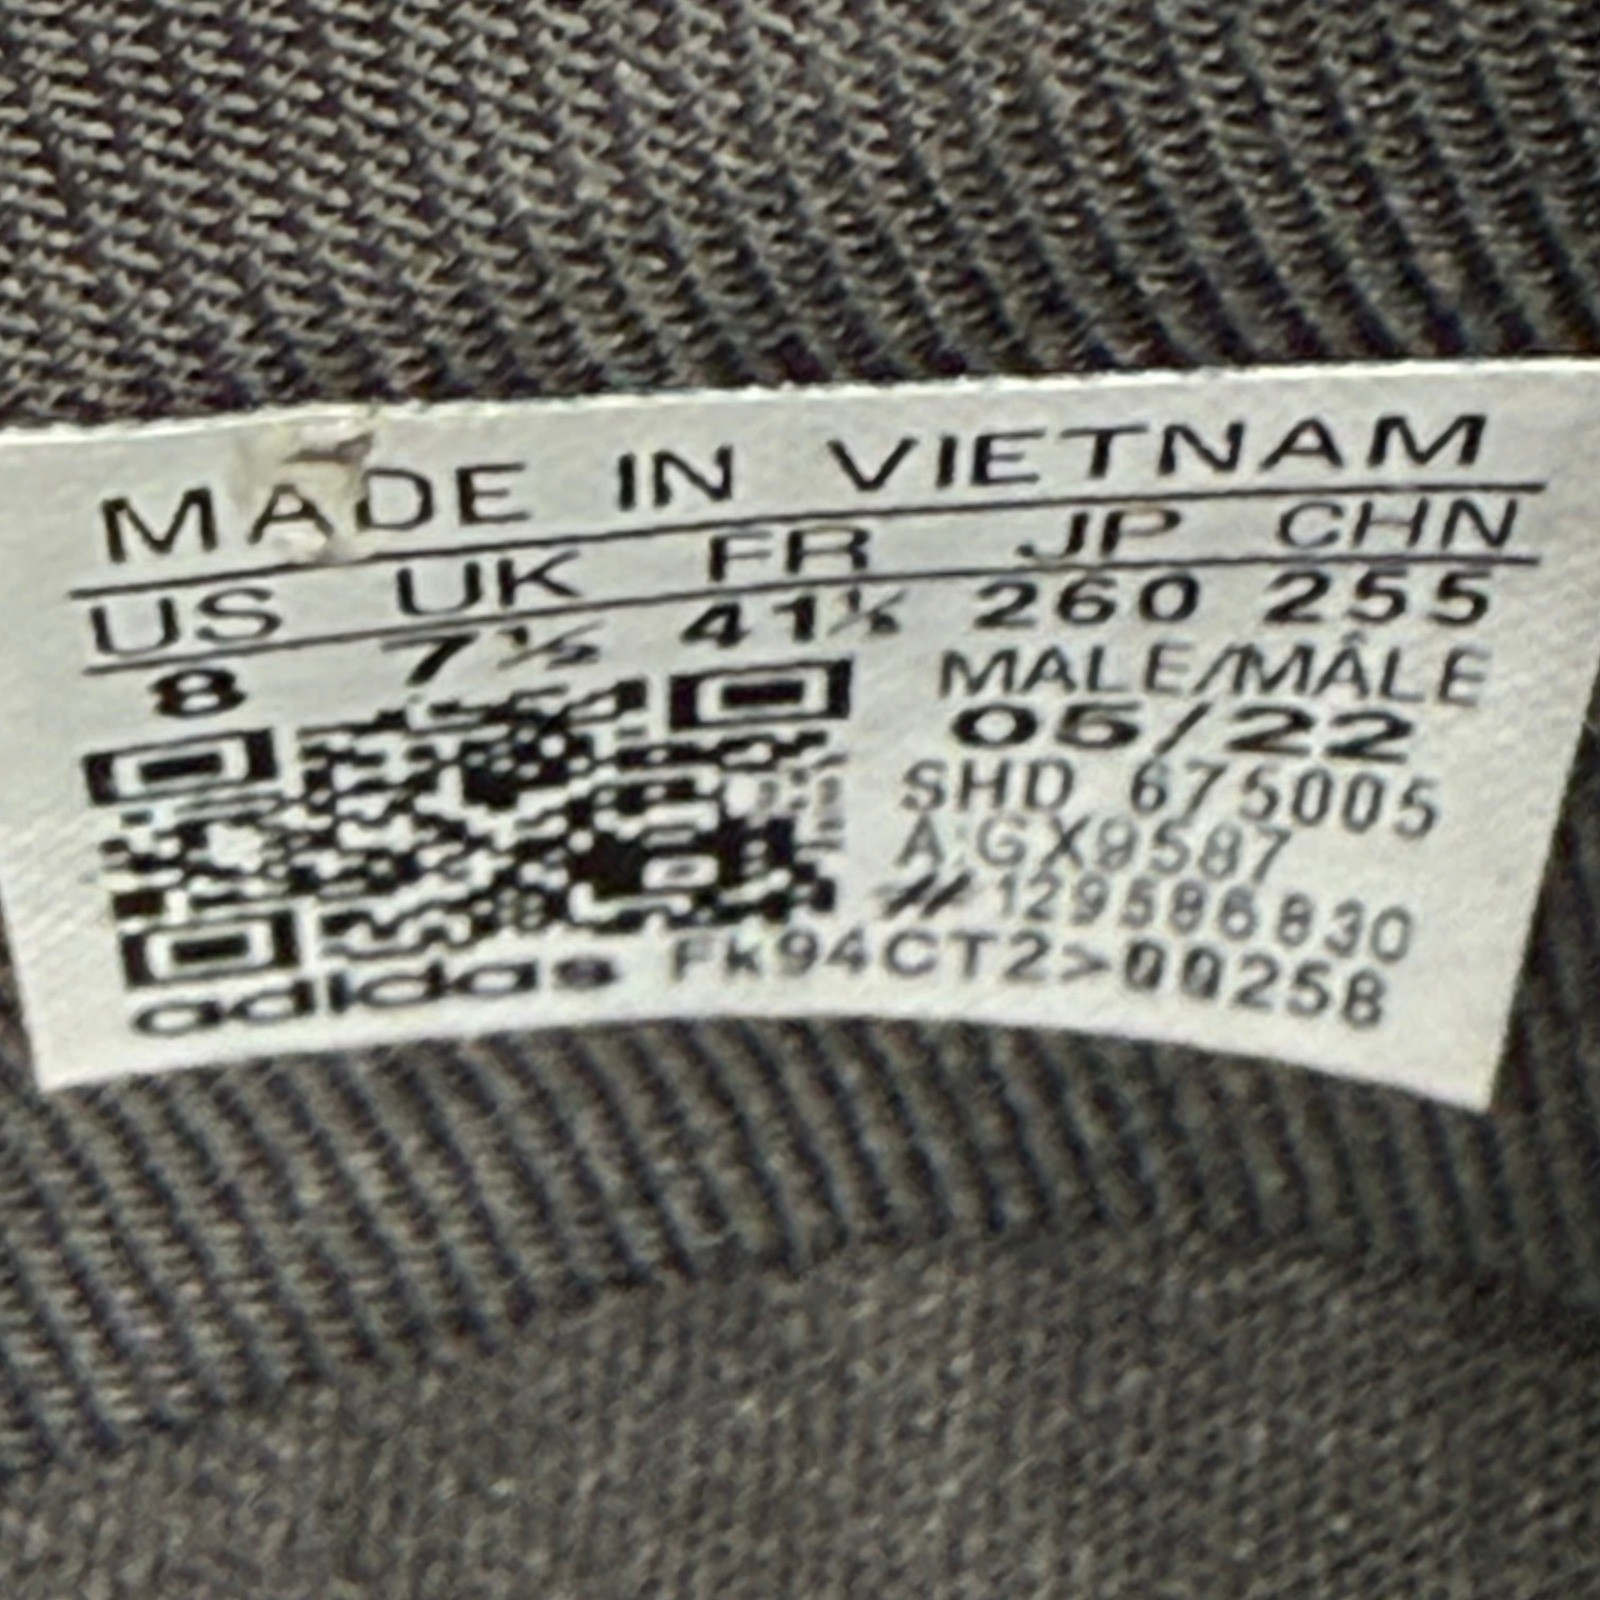 MADE IN VIETNAM
US UK FR JP CHN
8 7½ 41⅓ 260 255
MALE/MÂLE
05/22
SHD 675005
A:GX9587
#129586830
adidas Fk94CT2>00258